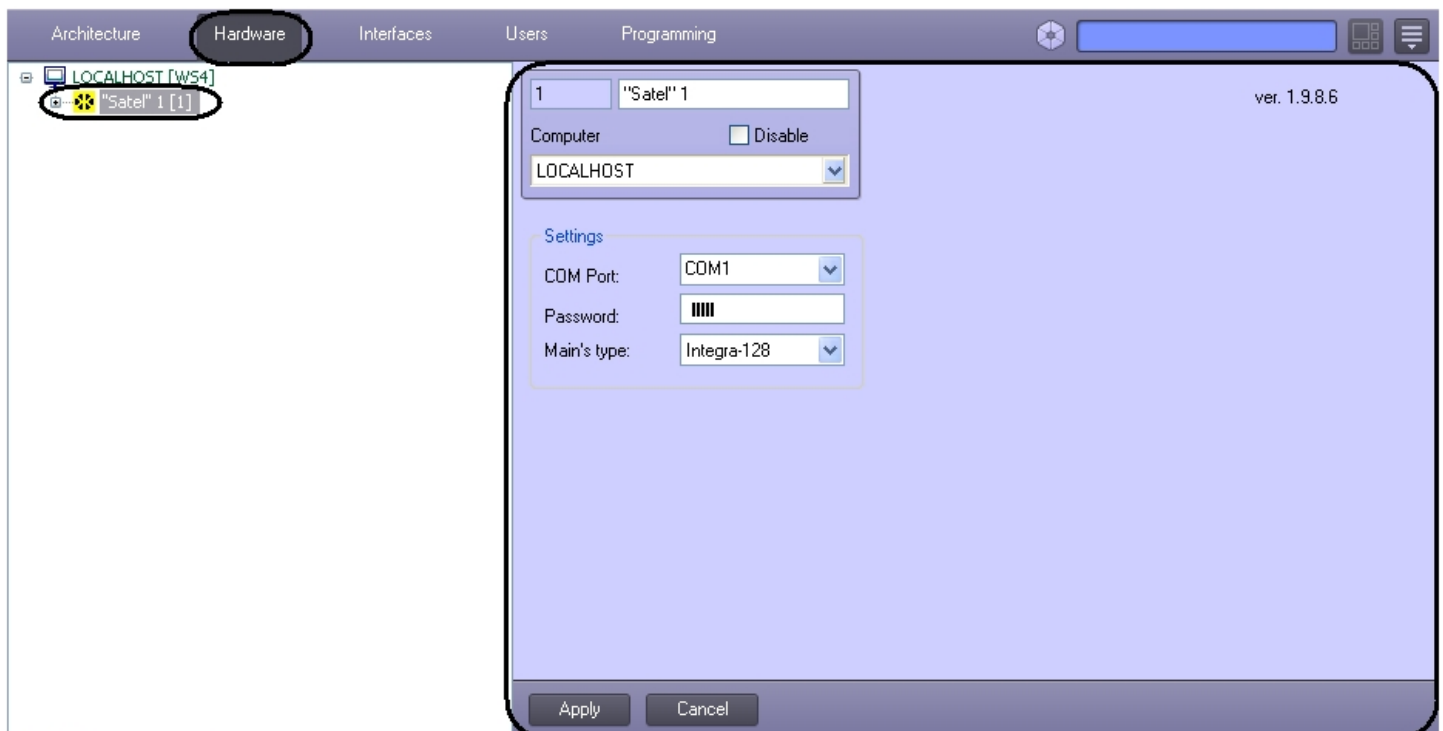 Architecture Hardware Interfaces Users Programming
LOCALHOST [WS4]
"Satel" 1 [1]
1 "Satel" 1
ver. 1.9.8.6
Computer Disable
LOCALHOST
Settings
COM Port: COM1
Password:
Main's type: Integra-128
Apply Cancel